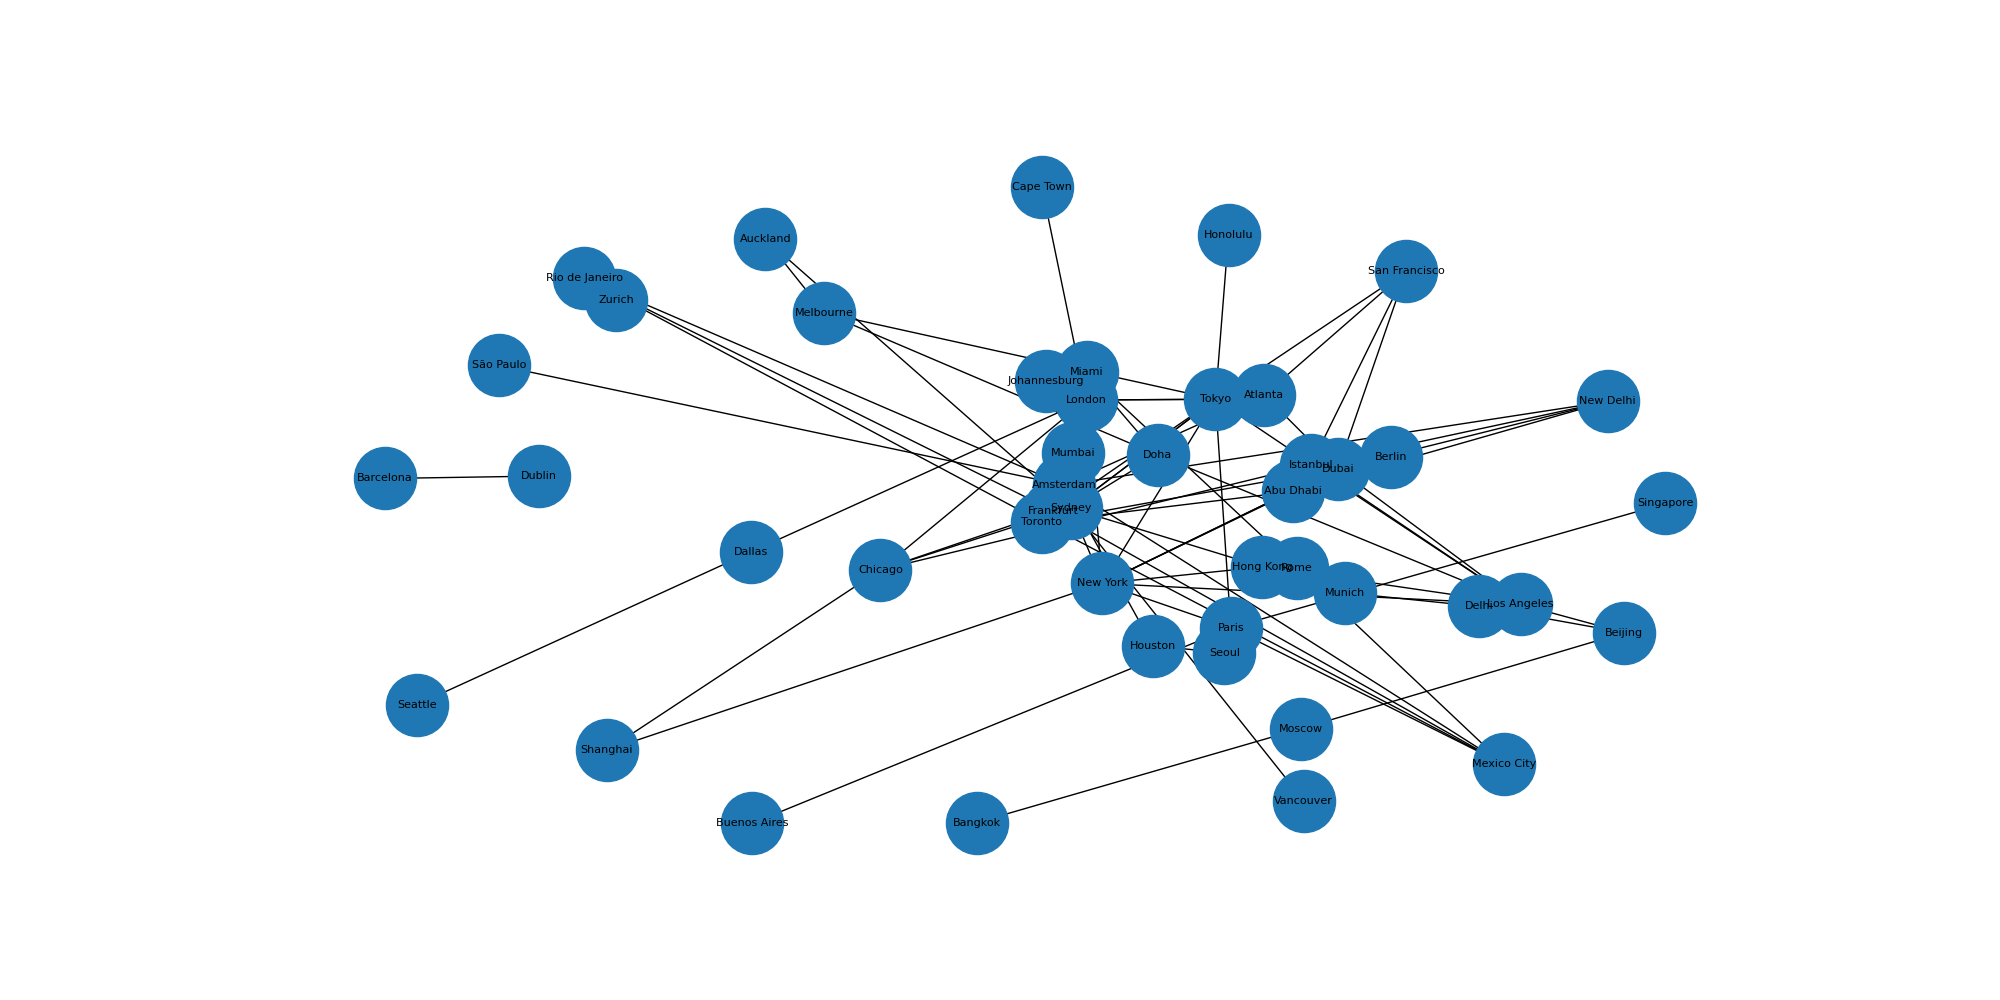 Cape Town
Honolulu
Auckland
San Francisco
Rio de Janeiro
Zurich
Melbourne
São Paulo
Miami
Johannesburg
London
Tokyo
Atlanta
New Delhi
Mumbai
Doha
Berlin
Istanbul
Dubai
Barcelona
Dublin
Amsterdam
Abu Dhabi
Singapore
Sydney
Frankfurt
Toronto
Dallas
Chicago
Hong Kong
Rome
New York
Munich
Delhi
Los Angeles
Paris
Beijing
Houston
Seoul
Seattle
Moscow
Shanghai
Mexico City
Vancouver
Buenos Aires
Bangkok